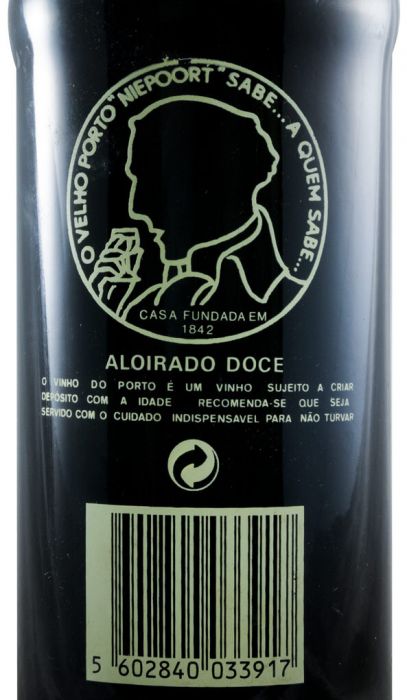 O VELHO PORTO "NIEPOORT" SABE... A QUEM SABE...
CASA FUNDADA EM
1842
ALOIRADO DOCE
O VINHO DO PORTO É UM VINHO SUJEITO A CRIAR
DEPÓSITO COM A IDADE RECOMENDA-SE QUE SEJA
SERVIDO COM O CUIDADO INDISPENSAVEL PARA NÃO TURVAR
5 602840 033917